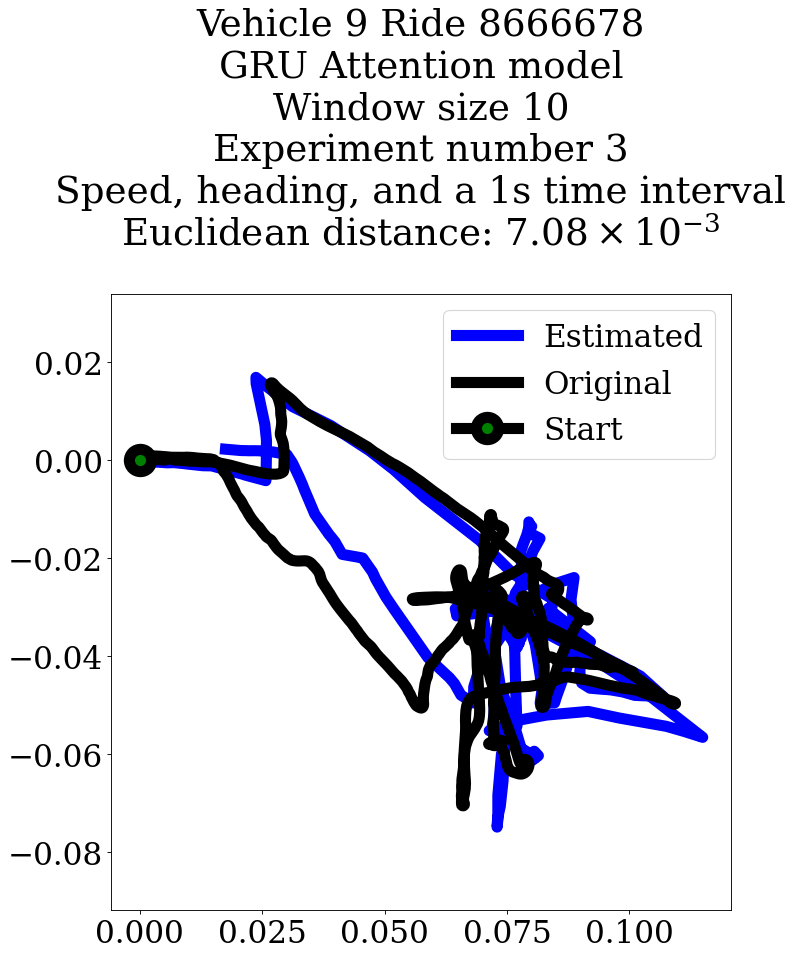 Vehicle 9 Ride 8666678
GRU Attention model
Window size 10
Experiment number 3
Speed, heading, and a 1s time interval
Euclidean distance: 7.08 × 10⁻³
Estimated
Original
Start
0.02
0.00
−0.02
−0.04
−0.06
−0.08
0.000 0.025 0.050 0.075 0.100